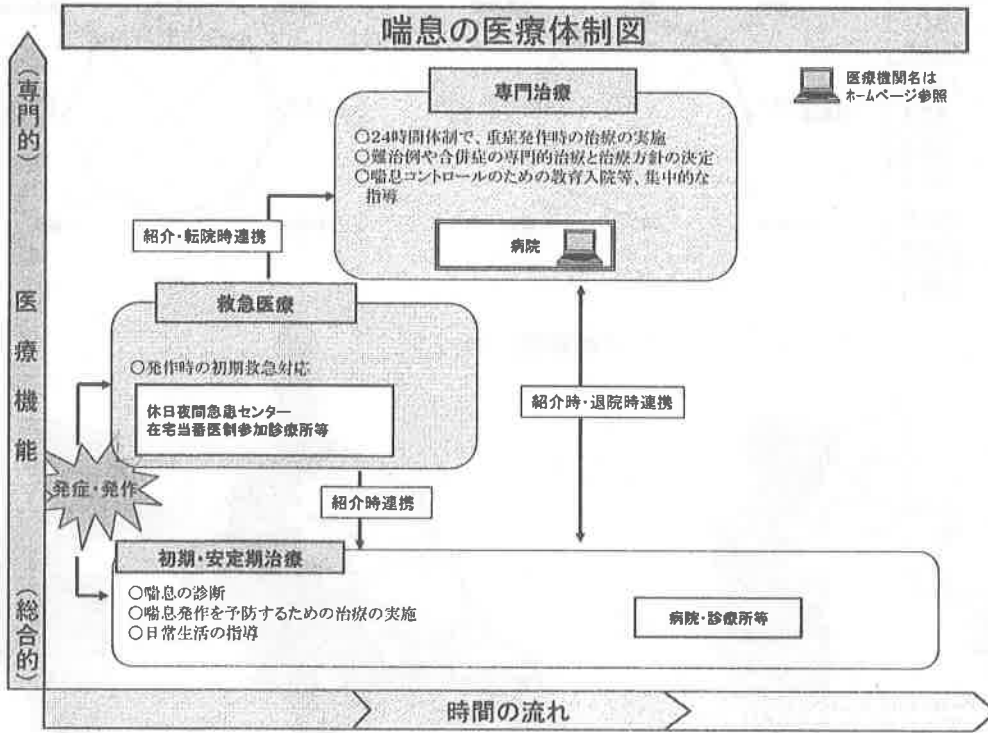 喘息の医療体制図
(専門的)
医療機能
(総合的)
医療機関名は
ホームページ参照
専門治療
○24時間体制で、重症発作時の治療の実施
○難治例や合併症の専門的治療と治療方針の決定
○喘息コントロールのための教育入院等、集中的な
指導
病院
紹介・転院時連携
救急医療
○発作時の初期救急対応
休日夜間急患センター
在宅当番医制参加診療所等
紹介時・退院時連携
発症・発作
紹介時連携
初期・安定期治療
○喘息の診断
○喘息発作を予防するための治療の実施
○日常生活の指導
病院・診療所等
時間の流れ